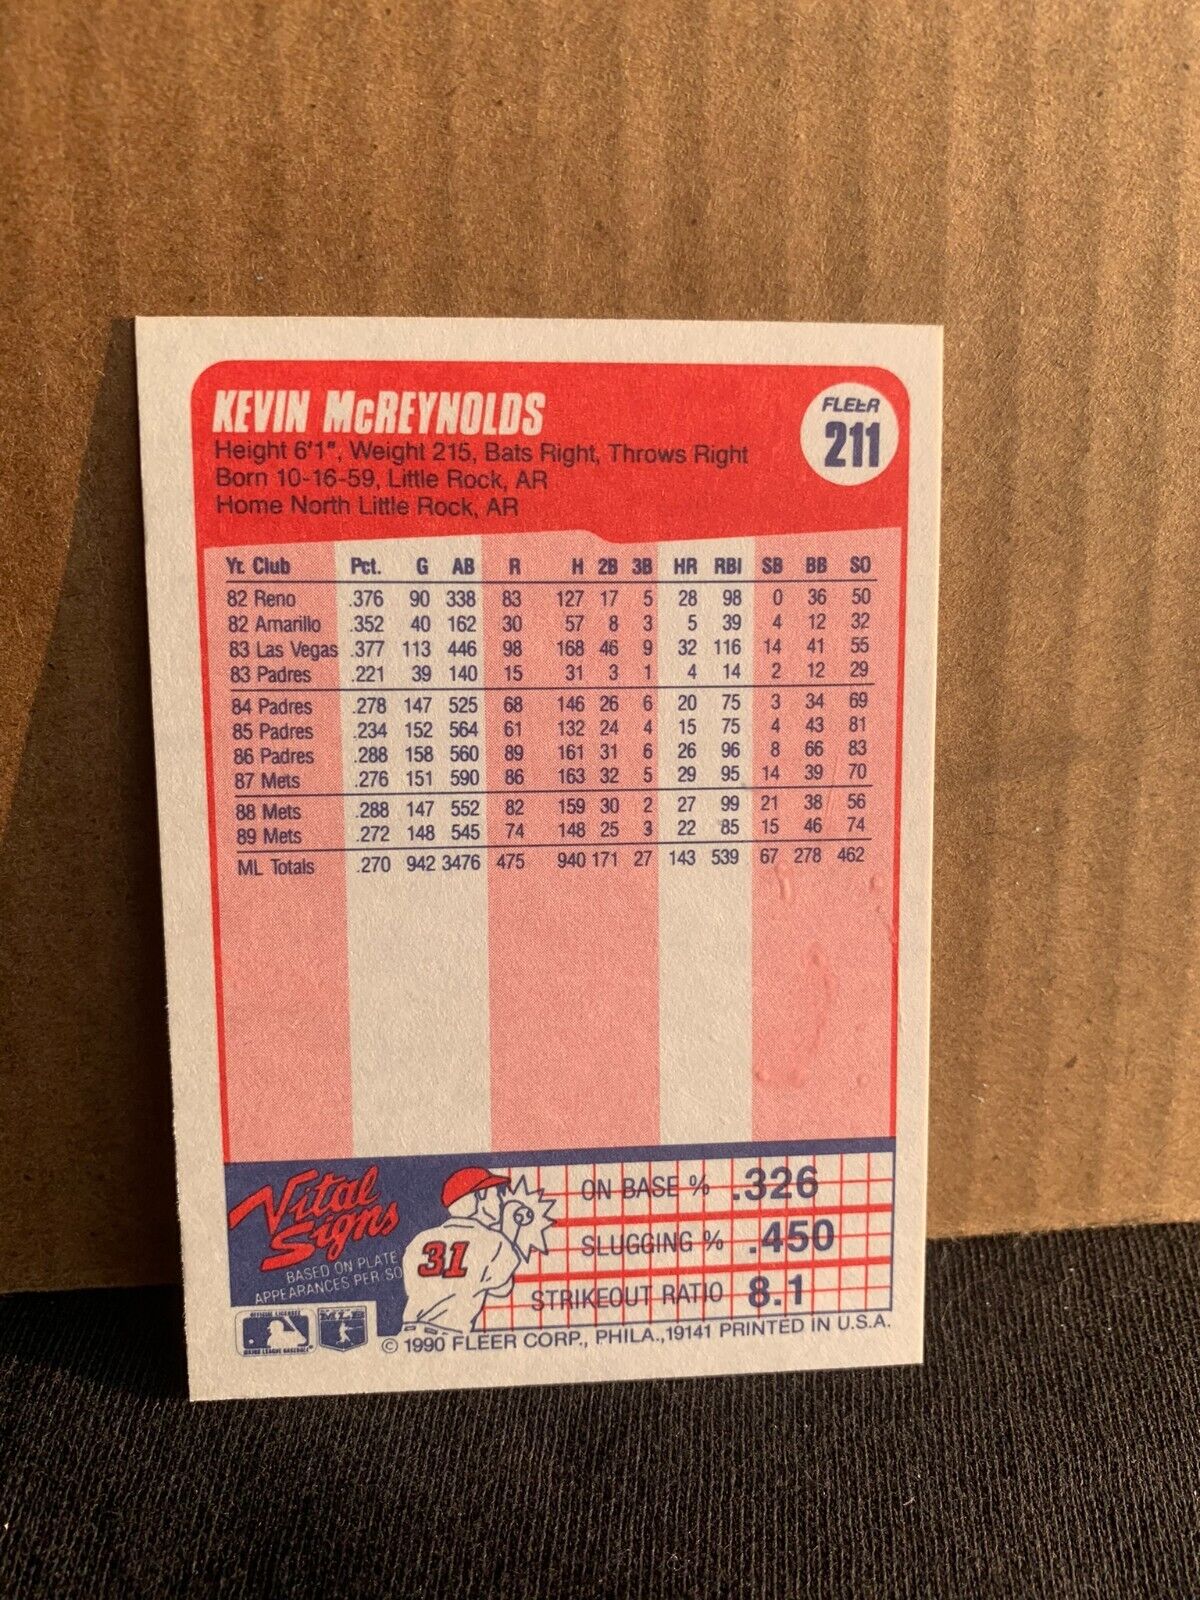 KEVIN McREYNOLDS
FLEER
211
Height 6'1", Weight 215, Bats Right, Throws Right
Born 10-16-59, Little Rock, AR
Home North Little Rock, AR
Yr. Club Pct. G AB R H 2B 3B HR RBI SB BB SO
82 Reno .376 90 338 83 127 17 5 28 98 0 36 50
82 Amarillo .352 40 162 30 57 8 3 5 39 4 12 32
83 Las Vegas .377 113 446 98 168 46 9 32 116 14 41 55
83 Padres .221 39 140 15 31 3 1 4 14 2 12 29
84 Padres .278 147 525 68 146 26 6 20 75 3 34 69
85 Padres .234 152 564 61 132 24 4 15 75 4 43 81
86 Padres .288 158 560 89 161 31 6 26 96 8 66 83
87 Mets .276 151 590 86 163 32 5 29 95 14 39 70
88 Mets .288 147 552 82 159 30 2 27 99 21 38 56
89 Mets .272 148 545 74 148 25 3 22 85 15 46 74
ML Totals .270 942 3476 475 940 171 27 143 539 67 278 462
Vital
Signs
BASED ON PLATE
APPEARANCES PER SO
31
ON BASE % .326
SLUGGING % .450
STRIKEOUT RATIO 8.1
OFFICIAL LICENSEE
MAJOR LEAGUE BASEBALL
MLB
© 1990 FLEER CORP., PHILA.,19141 PRINTED IN U.S.A.